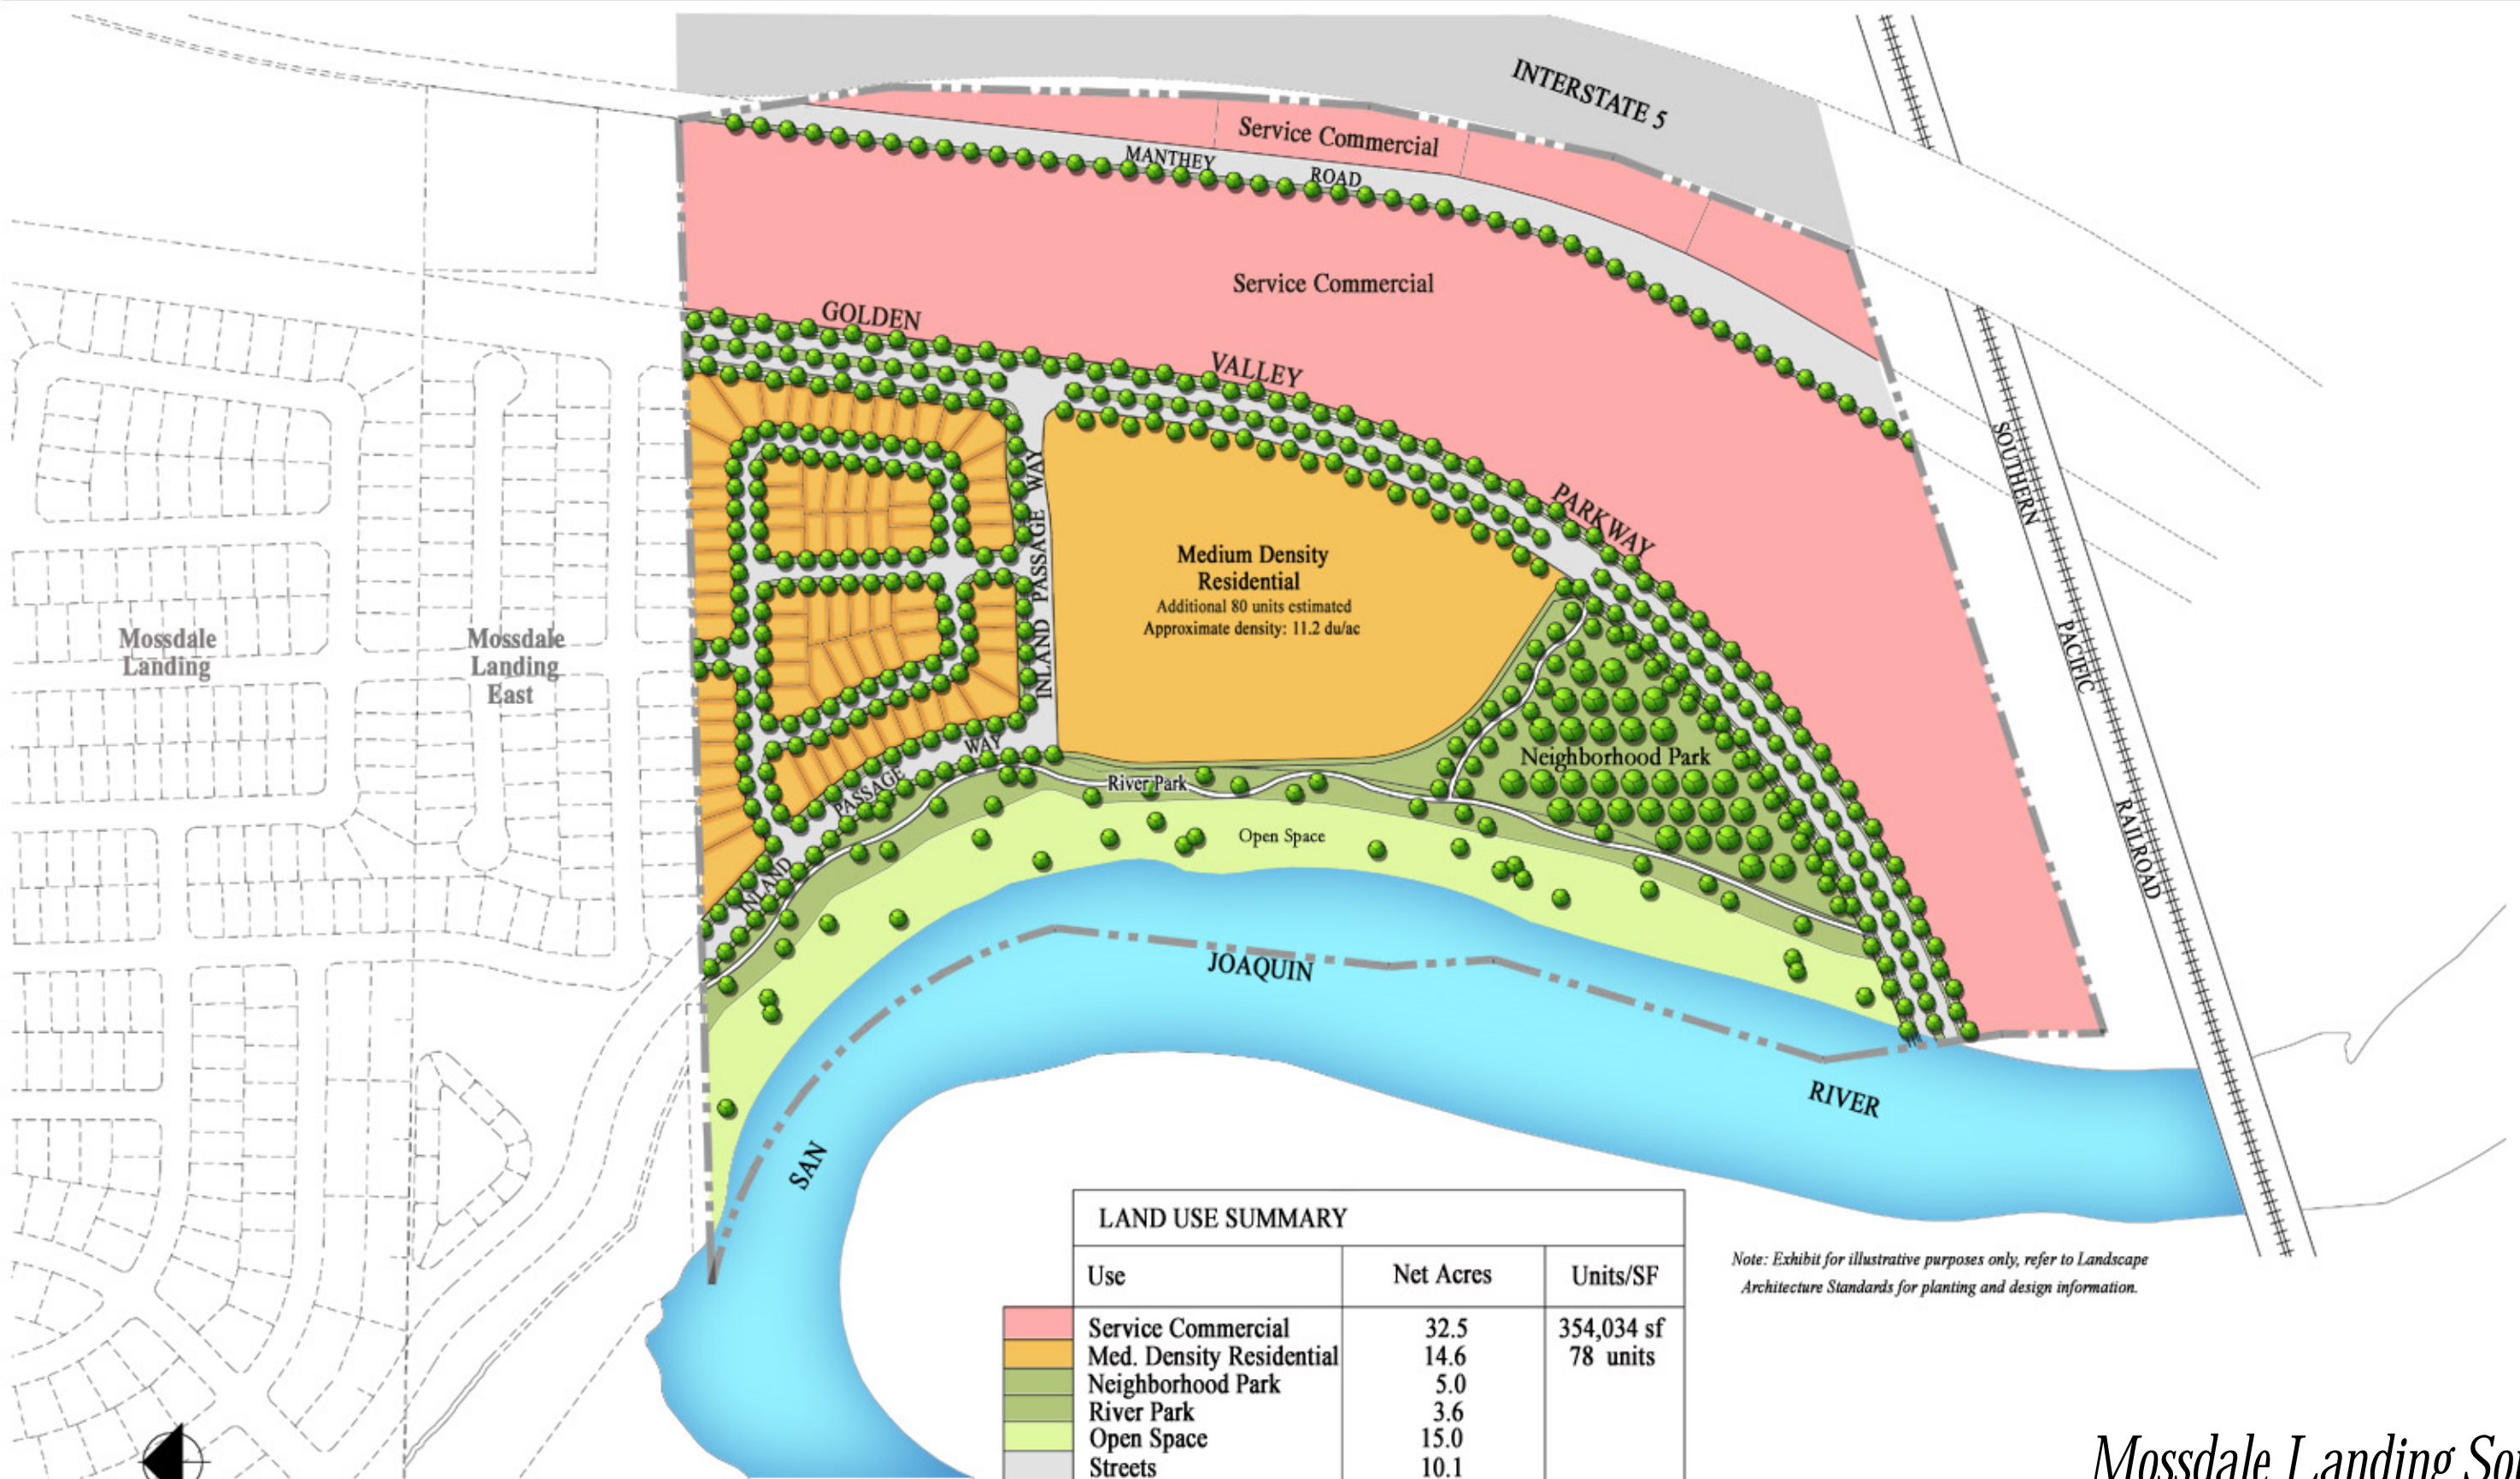 INTERSTATE 5
Service Commercial
MANTHEY
ROAD
Service Commercial
GOLDEN
VALLEY
PARKWAY
SOUTHERN
PACIFIC
RAILROAD
INLAND PASSAGE WAY
Medium Density
Residential
Additional 80 units estimated
Approximate density: 11.2 du/ac
Mossdale
Landing
Mossdale
Landing
East
Neighborhood Park
INLAND PASSAGE WAY
River Park
Open Space
SAN
JOAQUIN
RIVER
LAND USE SUMMARY
Use Net Acres Units/SF
Service Commercial 32.5 354,034 sf
Med. Density Residential 14.6 78 units
Neighborhood Park 5.0
River Park 3.6
Open Space 15.0
Streets 10.1
Note: Exhibit for illustrative purposes only, refer to Landscape
Architecture Standards for planting and design information.
Mossdale Landing So